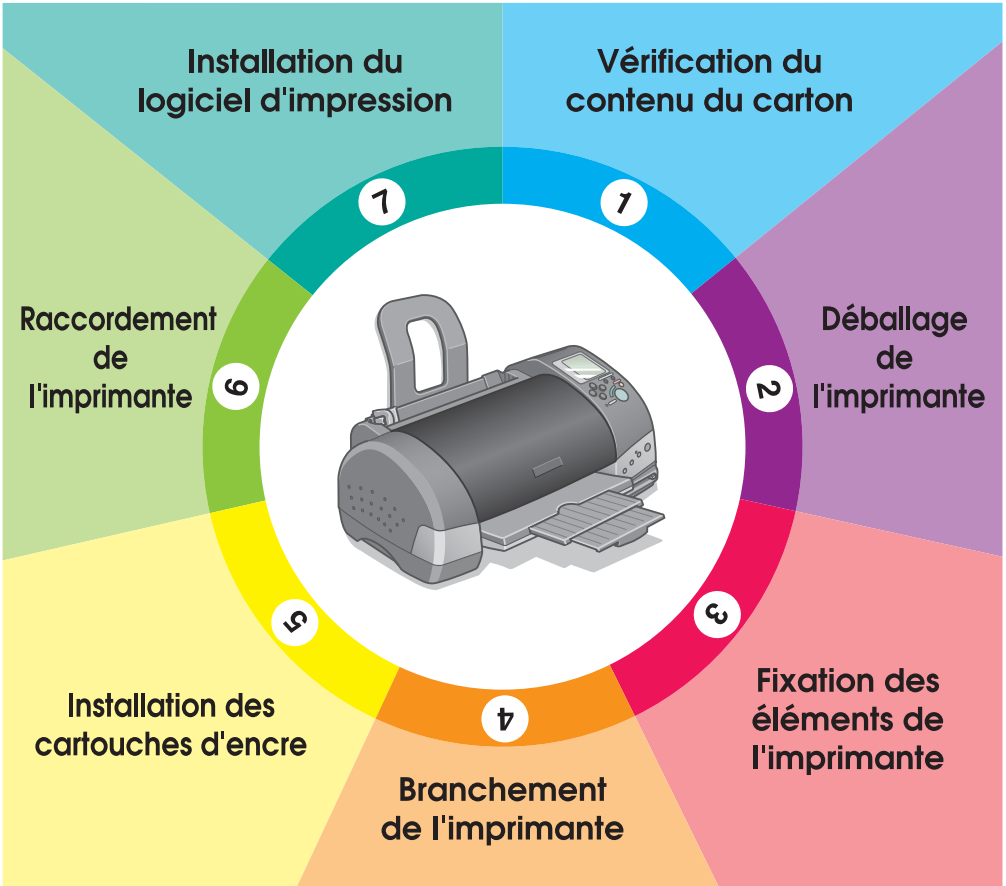 1
Vérification du
contenu du carton
2
Déballage
de
l'imprimante
3
Fixation des
éléments de
l'imprimante
4
Branchement
de l'imprimante
5
Installation des
cartouches d'encre
6
Raccordement
de
l'imprimante
7
Installation du
logiciel d'impression